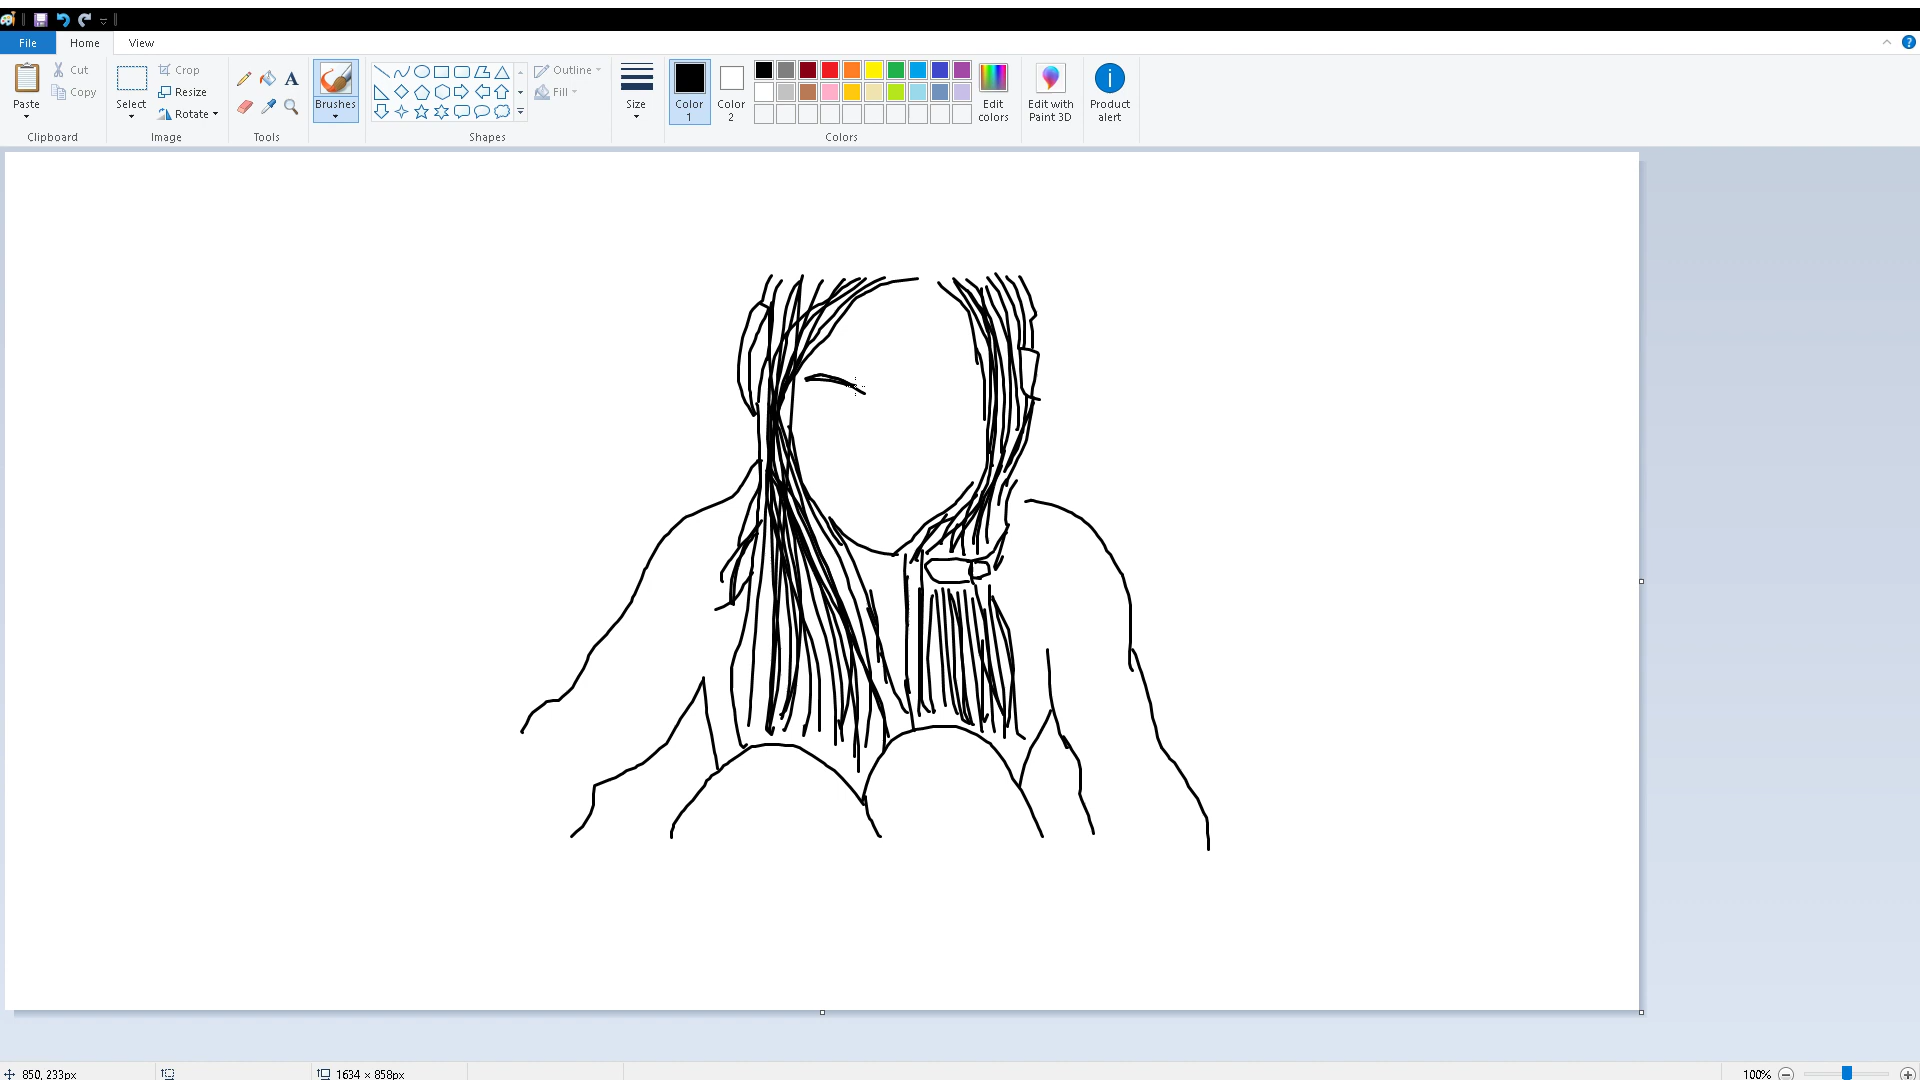 File Home View
Paste
Cut
Copy
Clipboard
Select
Crop
Resize
Rotate
Image
Tools
Brushes
Shapes
Outline
Fill
Size
Color
1
Color
2
Edit
colors
Colors
Edit with
Paint 3D
Product
alert
850, 233px
1634 × 858px
100%